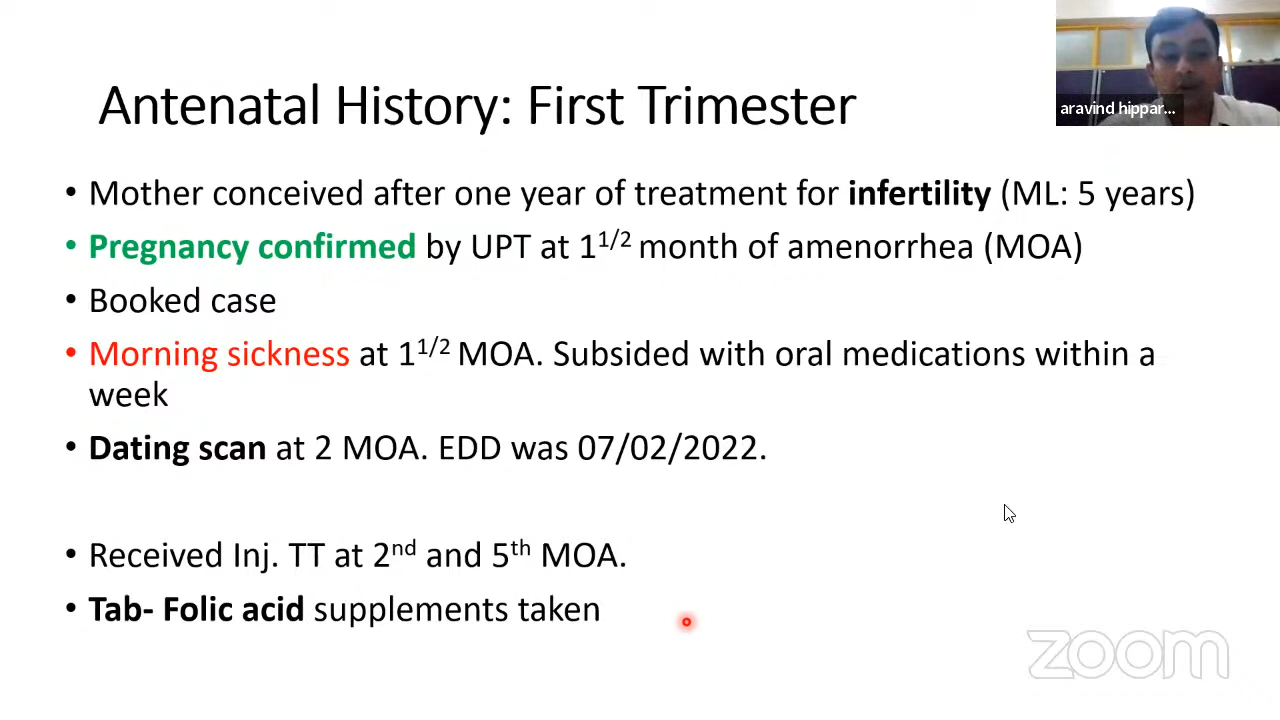 Antenatal History: First Trimester
aravind hippar...
• Mother conceived after one year of treatment for infertility (ML: 5 years)
• Pregnancy confirmed by UPT at 1^1/2 month of amenorrhea (MOA)
• Booked case
• Morning sickness at 1^1/2 MOA. Subsided with oral medications within a
week
• Dating scan at 2 MOA. EDD was 07/02/2022.
• Received Inj. TT at 2nd and 5th MOA.
• Tab- Folic acid supplements taken
zoom